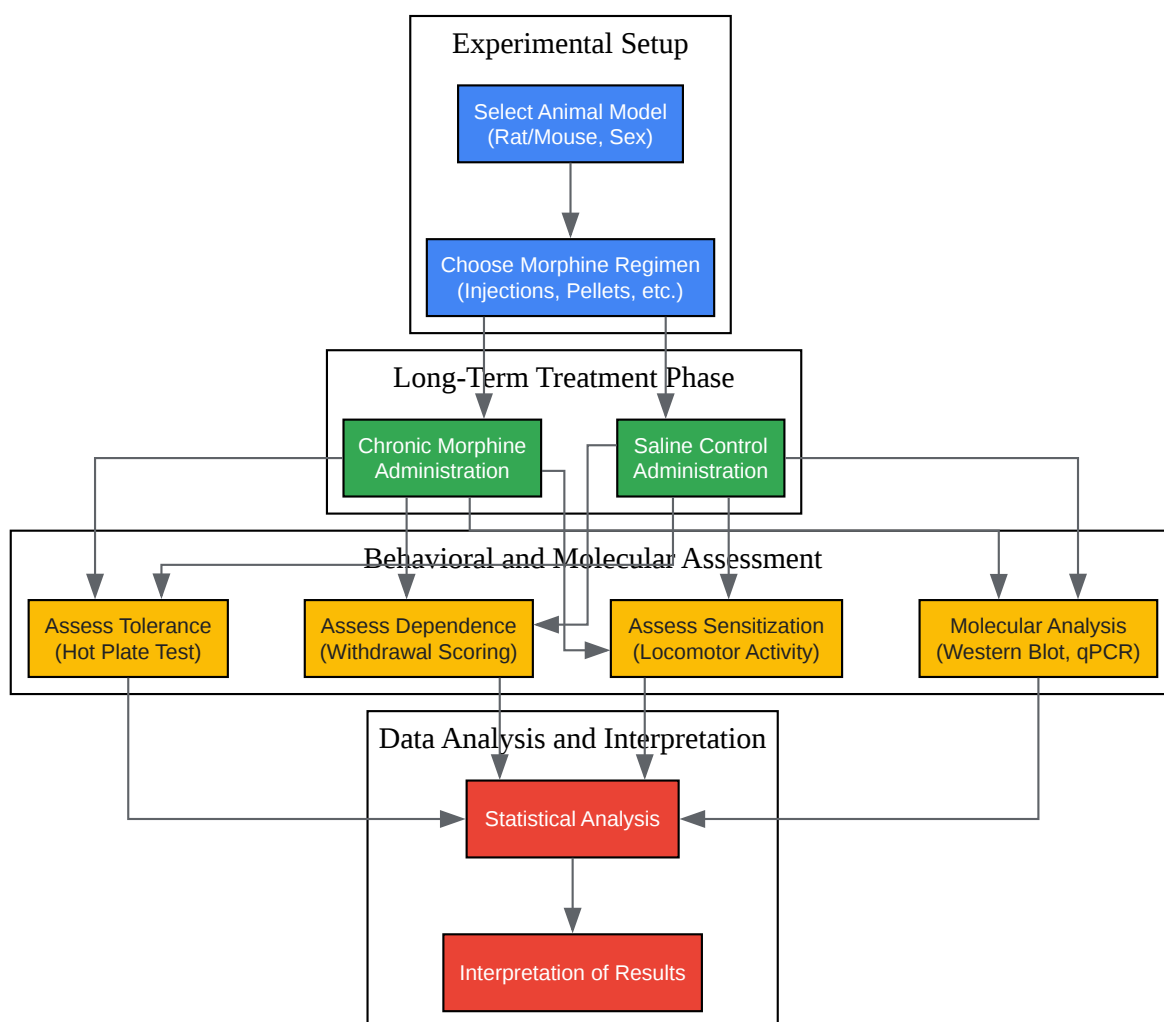 Experimental Setup
Select Animal Model
(Rat/Mouse, Sex)
Choose Morphine Regimen
(Injections, Pellets, etc.)
Long-Term Treatment Phase
Chronic Morphine
Administration
Saline Control
Administration
Behavioral and Molecular Assessment
Assess Tolerance
(Hot Plate Test)
Assess Dependence
(Withdrawal Scoring)
Assess Sensitization
(Locomotor Activity)
Molecular Analysis
(Western Blot, qPCR)
Data Analysis and Interpretation
Statistical Analysis
Interpretation of Results